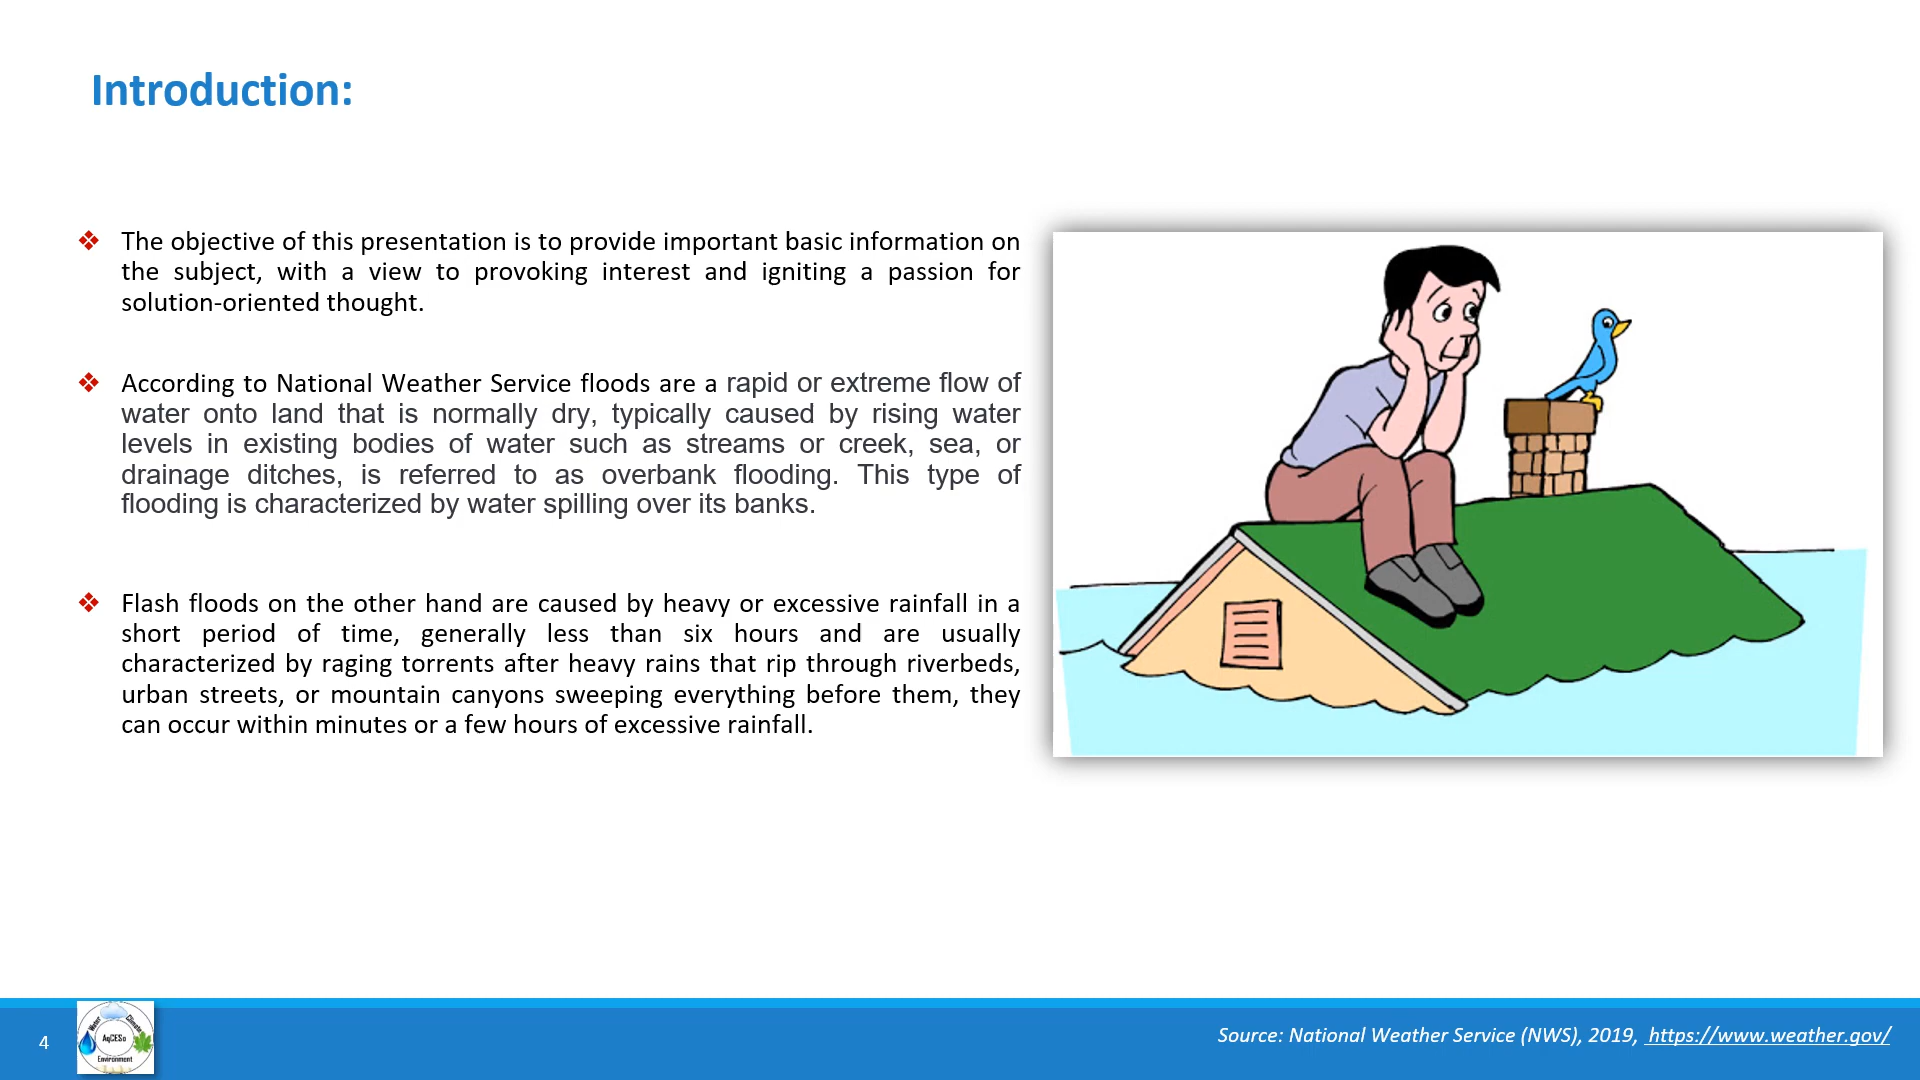 Introduction:
❖ The objective of this presentation is to provide important basic information on
the subject, with a view to provoking interest and igniting a passion for
solution-oriented thought.
❖ According to National Weather Service floods are a rapid or extreme flow of
water onto land that is normally dry, typically caused by rising water
levels in existing bodies of water such as streams or creek, sea, or
drainage ditches, is referred to as overbank flooding. This type of
flooding is characterized by water spilling over its banks.
❖ Flash floods on the other hand are caused by heavy or excessive rainfall in a
short period of time, generally less than six hours and are usually
characterized by raging torrents after heavy rains that rip through riverbeds,
urban streets, or mountain canyons sweeping everything before them, they
can occur within minutes or a few hours of excessive rainfall.
4
Water
Climate
AqCESo
Environment
Source: National Weather Service (NWS), 2019, https://www.weather.gov/